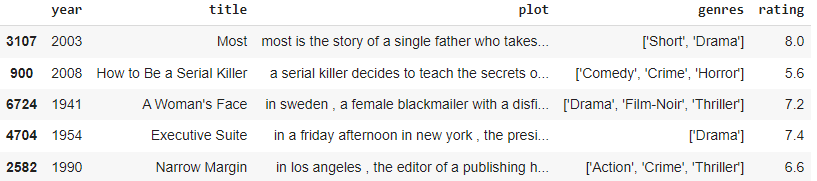 year title plot genres rating
3107 2003 Most most is the story of a single father who takes... ['Short', 'Drama'] 8.0
900 2008 How to Be a Serial Killer a serial killer decides to teach the secrets o... ['Comedy', 'Crime', 'Horror'] 5.6
6724 1941 A Woman's Face in sweden , a female blackmailer with a disfi... ['Drama', 'Film-Noir', 'Thriller'] 7.2
4704 1954 Executive Suite in a friday afternoon in new york , the presi... ['Drama'] 7.4
2582 1990 Narrow Margin in los angeles , the editor of a publishing h... ['Action', 'Crime', 'Thriller'] 6.6